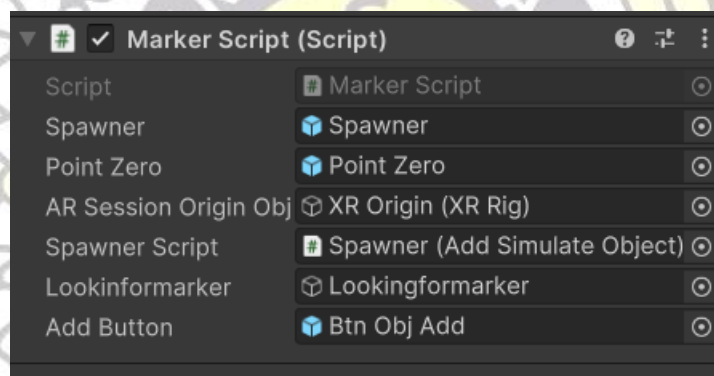 Marker Script (Script)
Script # Marker Script
Spawner Spawner
Point Zero Point Zero
AR Session Origin Obj XR Origin (XR Rig)
Spawner Script # Spawner (Add Simulate Object)
Lookinformarker Lookingformarker
Add Button Btn Obj Add